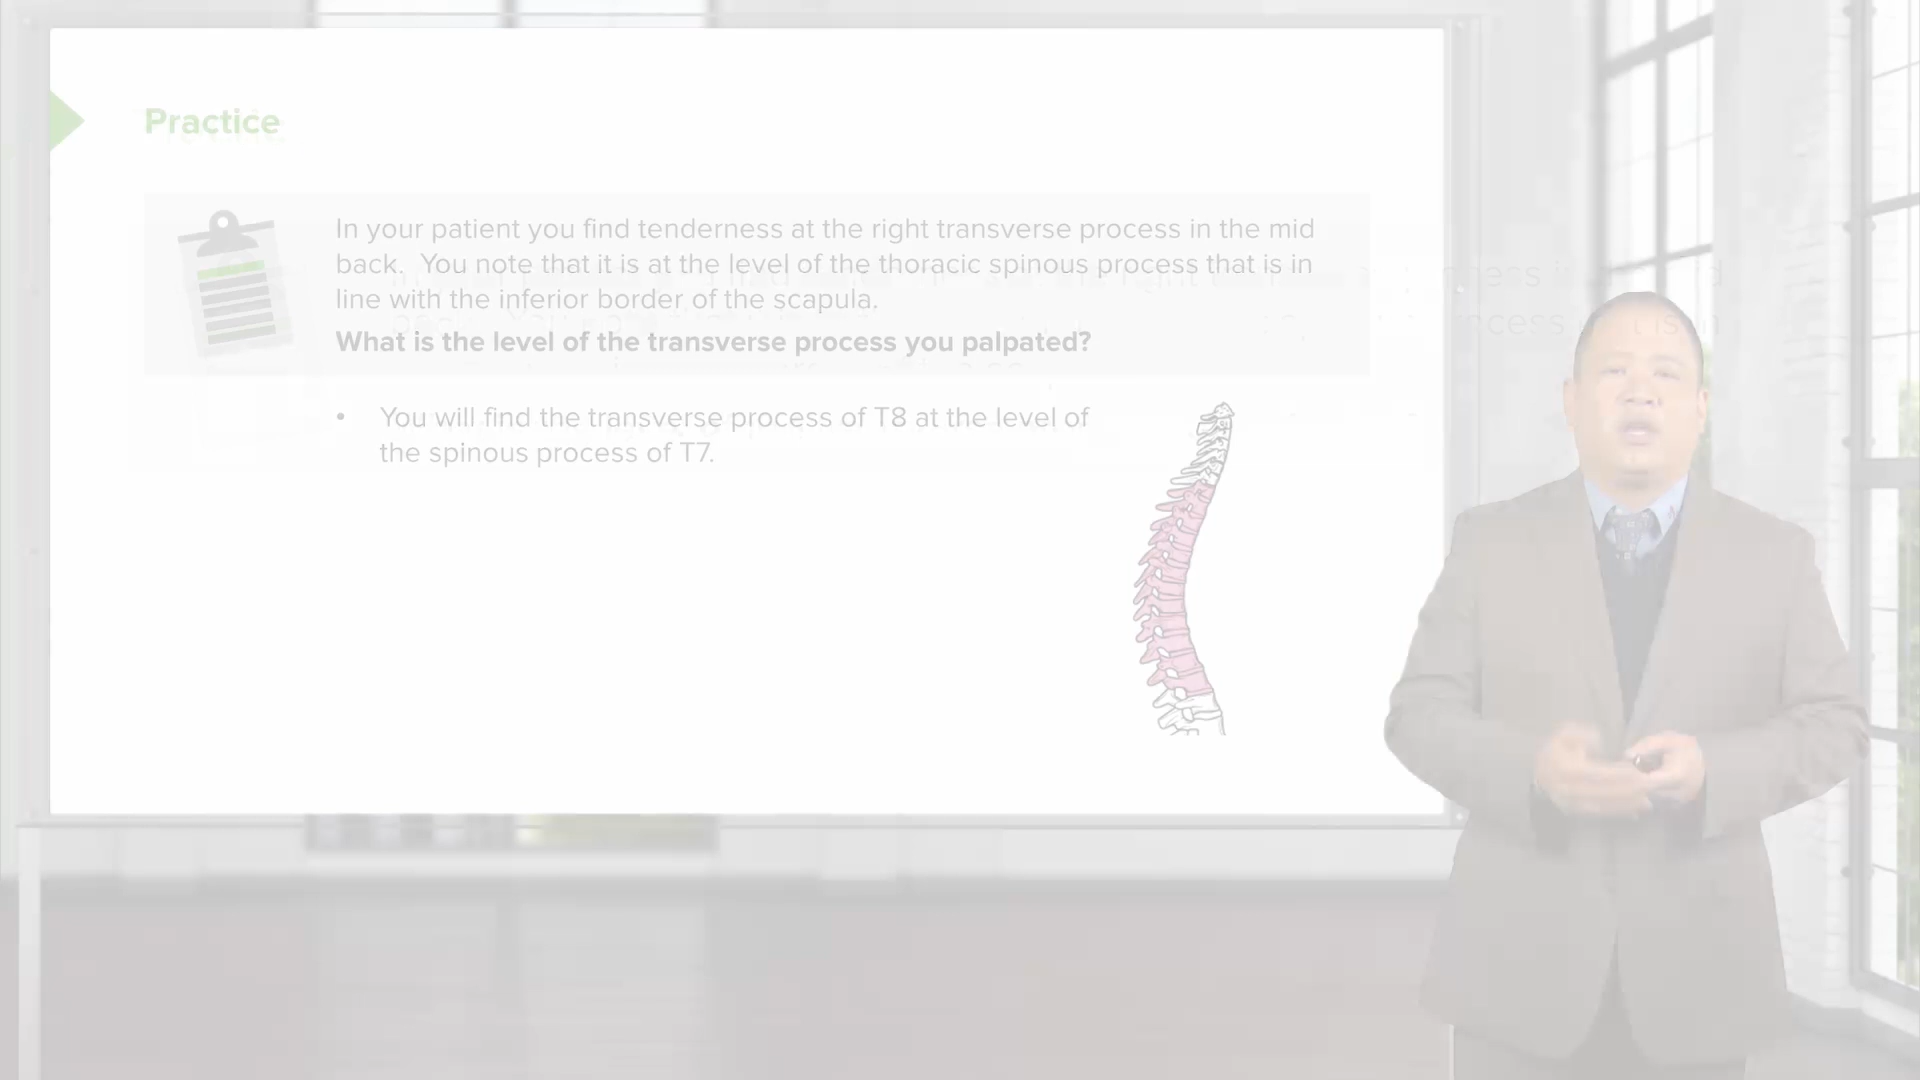 Practice
In your patient you find tenderness at the right transverse process in the mid
back.  You note that it is at the level of the thoracic spinous process that is in
line with the inferior border of the scapula.
What is the level of the transverse process you palpated?
• You will find the transverse process of T8 at the level of
the spinous process of T7.